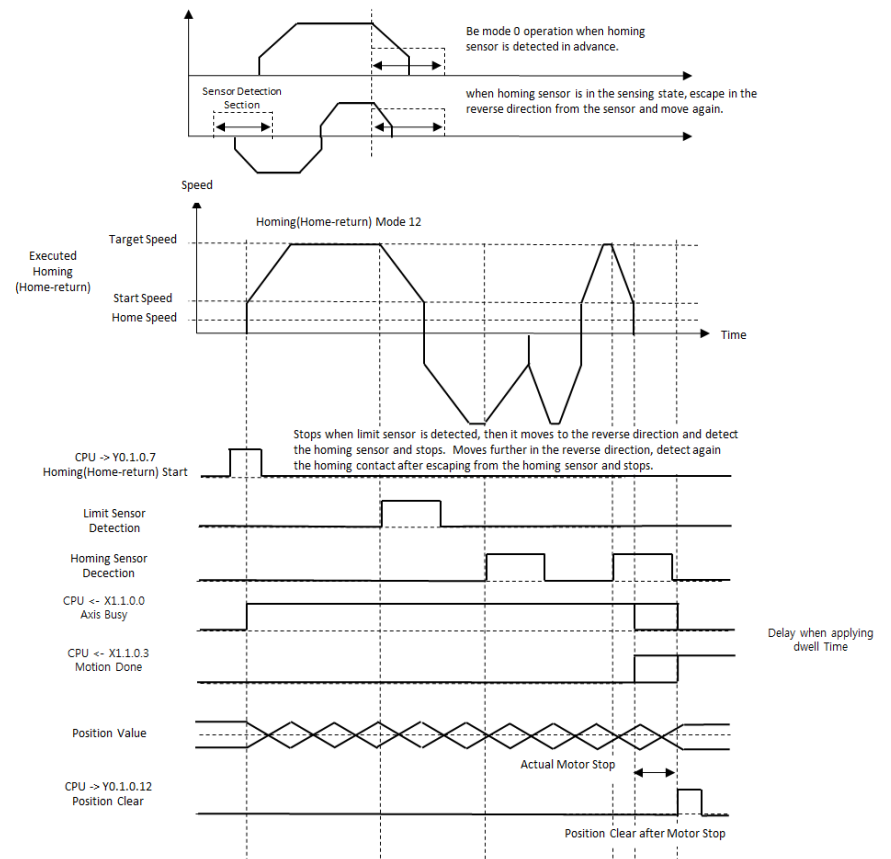 Be mode 0 operation when homing
sensor is detected in advance.
Sensor Detection
Section
when homing sensor is in the sensing state, escape in the
reverse direction from the sensor and move again.
Speed
Homing(Home-return) Mode 12
Target Speed
Executed
Homing
(Home-return)
Start Speed
Home Speed
Time
Stops when limit sensor is detected, then it moves to the reverse direction and detect
the homing sensor and stops. Moves further in the reverse direction, detect again
the homing contact after escaping from the homing sensor and stops.
CPU -> Y0.1.0.7
Homing(Home-return) Start
Limit Sensor
Detection
Homing Sensor
Decection
CPU <- X1.1.0.0
Axis Busy
Delay when applying
dwell Time
CPU <- X1.1.0.3
Motion Done
Position Value
Actual Motor Stop
CPU -> Y0.1.0.12
Position Clear
Position Clear after Motor Stop